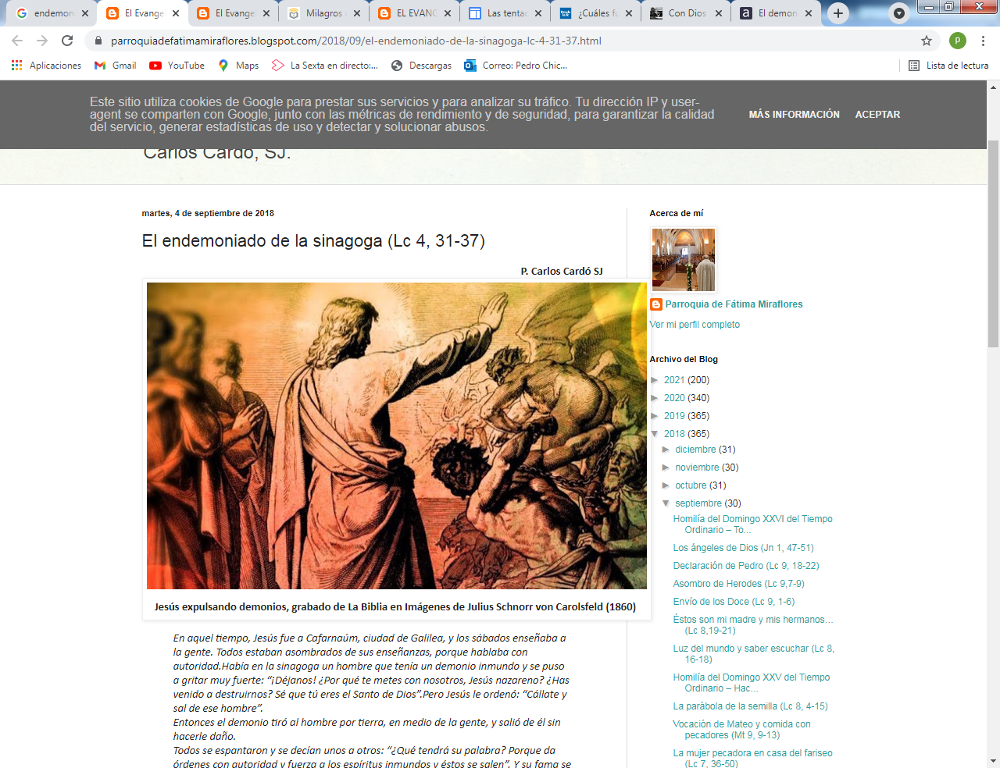 endemon
El Evange
El Evange
Milagros
EL EVANG
Las tentac
¿Cuáles fu
Con Dios
El demon
parroquiadefatimamiraflores.blogspot.com/2018/09/el-endemoniado-de-la-sinagoga-lc-4-31-37.html
p
Aplicaciones
Gmail
YouTube
Maps
La Sexta en directo:...
Descargas
Correo: Pedro Chic...
Lista de lectura
Este sitio utiliza cookies de Google para prestar sus servicios y para analizar su tráfico. Tu dirección IP y user-
agent se comparten con Google, junto con las métricas de rendimiento y de seguridad, para garantizar la calidad
del servicio, generar estadísticas de uso y detectar y solucionar abusos.
MÁS INFORMACIÓN
ACEPTAR
Carlos Cardó, SJ.
martes, 4 de septiembre de 2018
El endemoniado de la sinagoga (Lc 4, 31-37)
P. Carlos Cardó SJ
Jesús expulsando demonios, grabado de La Biblia en Imágenes de Julius Schnorr von Carolsfeld (1860)
En aquel tiempo, Jesús fue a Cafarnaúm, ciudad de Galilea, y los sábados enseñaba a
la gente. Todos estaban asombrados de sus enseñanzas, porque hablaba con
autoridad.Había en la sinagoga un hombre que tenía un demonio inmundo y se puso
a gritar muy fuerte: “¡Déjanos! ¿Por qué te metes con nosotros, Jesús nazareno? ¿Has
venido a destruirnos? Sé que tú eres el Santo de Dios”.Pero Jesús le ordenó: “Cállate y
sal de ese hombre”.
Entonces el demonio tiró al hombre por tierra, en medio de la gente, y salió de él sin
hacerle daño.
Todos se espantaron y se decían unos a otros: “¿Qué tendrá su palabra? Porque da
órdenes con autoridad y fuerza a los espíritus inmundos y éstos se salen”. Y su fama se
Acerca de mí
Parroquia de Fátima Miraflores
Ver mi perfil completo
Archivo del Blog
► 2021 (200)
► 2020 (340)
► 2019 (365)
▼ 2018 (365)
► diciembre (31)
► noviembre (30)
► octubre (31)
▼ septiembre (30)
Homilía del Domingo XXVI del Tiempo
Ordinario – To...
Los ángeles de Dios (Jn 1, 47-51)
Declaración de Pedro (Lc 9, 18-22)
Asombro de Herodes (Lc 9,7-9)
Envío de los Doce (Lc 9, 1-6)
Éstos son mi madre y mis hermanos…
(Lc 8,19-21)
Luz del mundo y saber escuchar (Lc 8,
16-18)
Homilía del Domingo XXV del Tiempo
Ordinario – Hac...
La parábola de la semilla (Lc 8, 4-15)
Vocación de Mateo y comida con
pecadores (Mt 9, 9-13)
La mujer pecadora en casa del fariseo
(Lc 7, 36-50)